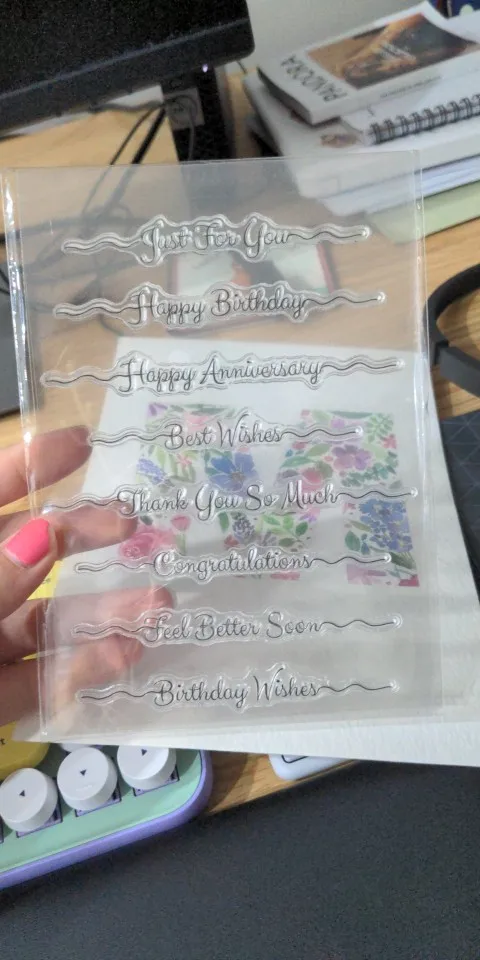 PANDORA
Just For You
Happy Birthday
Happy Anniversary
Best Wishes
Thank You So Much
Congratulations
Feel Better Soon
Birthday Wishes